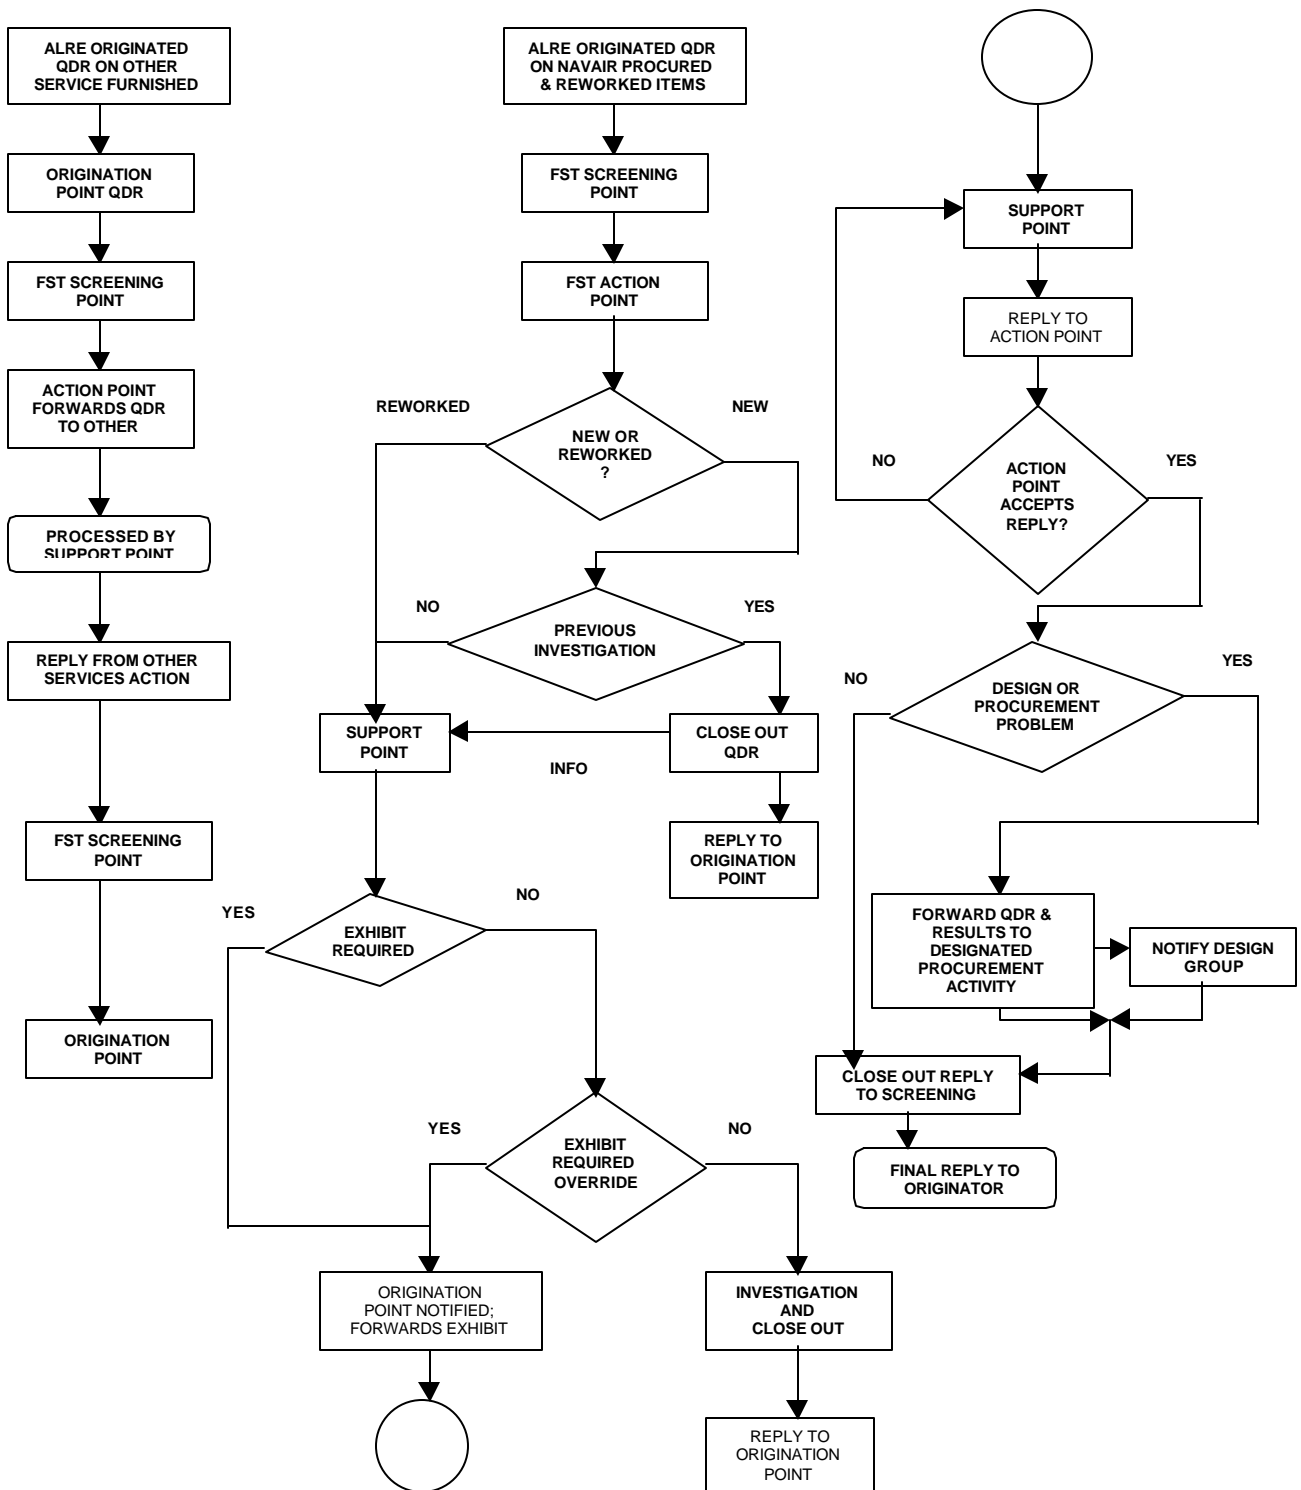 ALRE ORIGINATED
QDR ON OTHER
SERVICE FURNISHED
ORIGINATION
POINT QDR
FST SCREENING
POINT
ACTION POINT
FORWARDS QDR
TO OTHER
PROCESSED BY
SUPPORT POINT
REPLY FROM OTHER
SERVICES ACTION
FST SCREENING
POINT
ORIGINATION
POINT
ALRE ORIGINATED QDR
ON NAVAIR PROCURED
& REWORKED ITEMS
FST SCREENING
POINT
FST ACTION
POINT
REWORKED
NEW
NEW OR
REWORKED
?
NO
YES
PREVIOUS
INVESTIGATION
SUPPORT
POINT
INFO
CLOSE OUT
QDR
REPLY TO
ORIGINATION
POINT
YES
NO
EXHIBIT
REQUIRED
YES
NO
EXHIBIT
REQUIRED
OVERRIDE
ORIGINATION
POINT NOTIFIED;
FORWARDS EXHIBIT
INVESTIGATION
AND
CLOSE OUT
REPLY TO
ORIGINATION
POINT
SUPPORT
POINT
REPLY TO
ACTION POINT
NO
YES
ACTION
POINT
ACCEPTS
REPLY?
NO
YES
DESIGN OR
PROCUREMENT
PROBLEM
FORWARD QDR &
RESULTS TO
DESIGNATED
PROCUREMENT
ACTIVITY
NOTIFY DESIGN
GROUP
CLOSE OUT REPLY
TO SCREENING
FINAL REPLY TO
ORIGINATOR